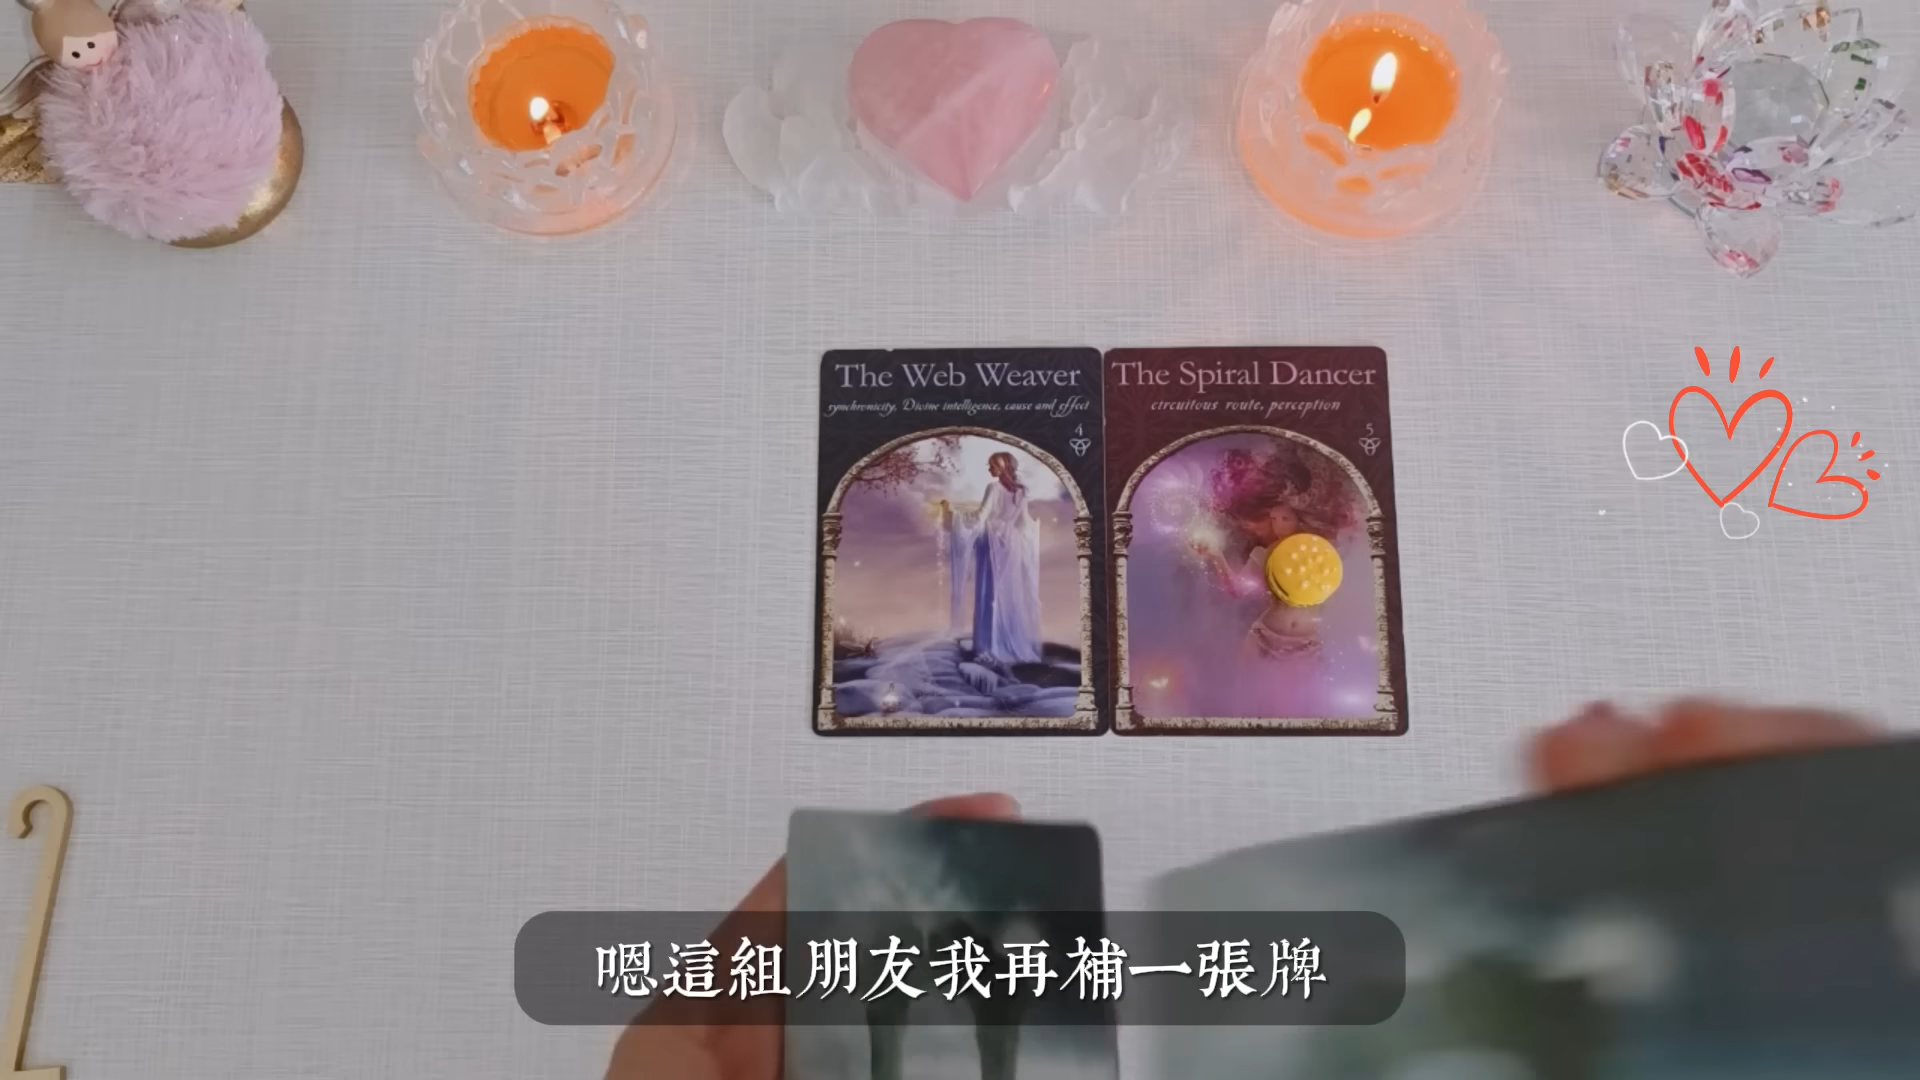 The Web Weaver
synchronicity, Divine intelligence, cause and effect
4
The Spiral Dancer
circuitous route, perception
5
嗯這組朋友我再補一張牌